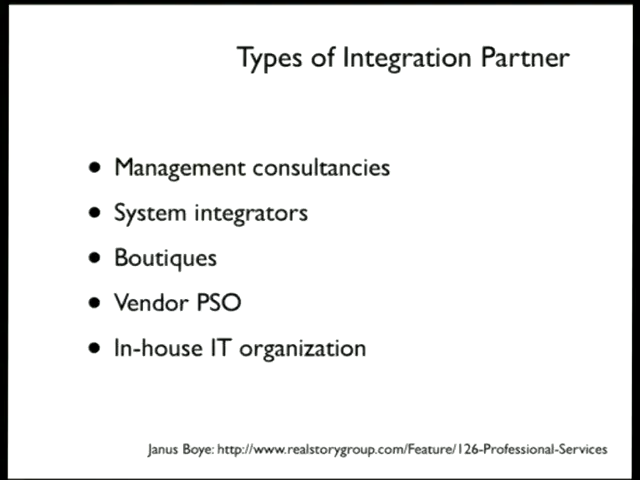 Types of Integration Partner
• Management consultancies
• System integrators
• Boutiques
• Vendor PSO
• In-house IT organization
Janus Boye: http://www.realstorygroup.com/Feature/126-Professional-Services